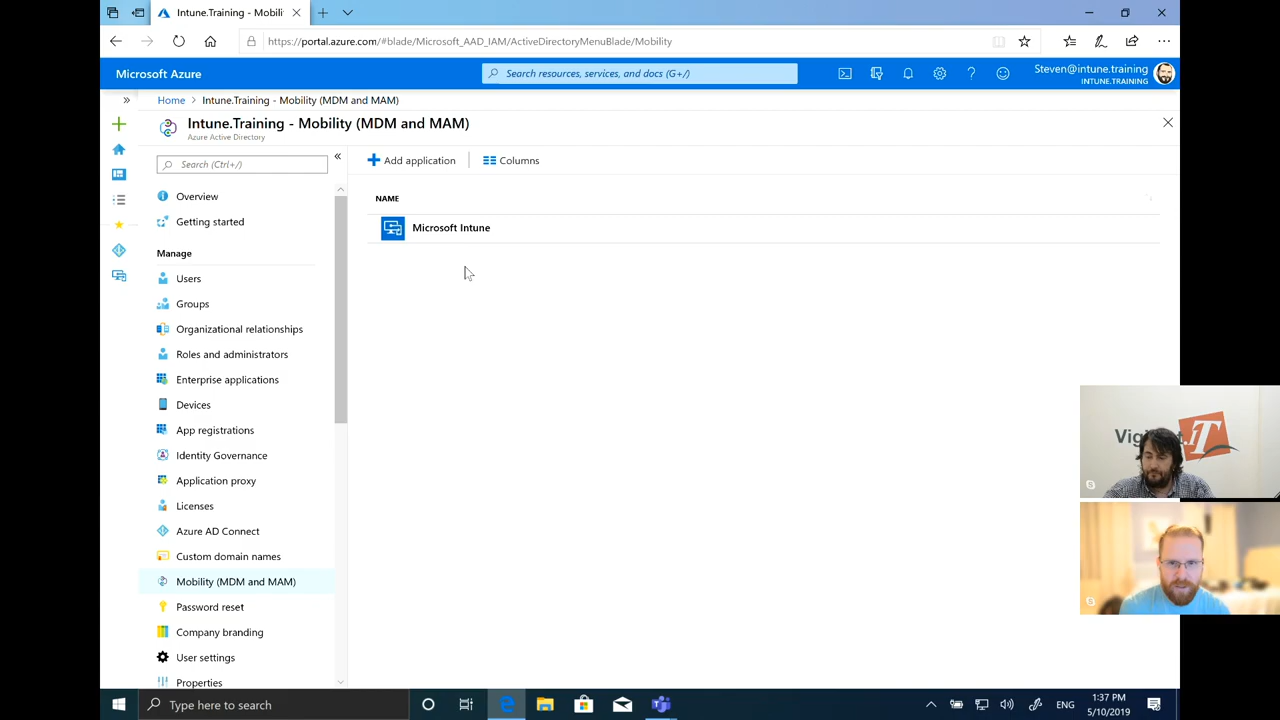 Intune.Training - Mobili
https://portal.azure.com/#blade/Microsoft_AAD_IAM/ActiveDirectoryMenuBlade/Mobility
Microsoft Azure
Search resources, services, and docs (G+/)
Steven@intune.training
INTUNE.TRAINING
Home > Intune.Training - Mobility (MDM and MAM)
Intune.Training - Mobility (MDM and MAM)
Azure Active Directory
Search (Ctrl+/)
Add application
Columns
Overview
Getting started
Manage
Users
Groups
Organizational relationships
Roles and administrators
Enterprise applications
Devices
App registrations
Identity Governance
Application proxy
Licenses
Azure AD Connect
Custom domain names
Mobility (MDM and MAM)
Password reset
Company branding
User settings
Properties
NAME
Microsoft Intune
iT
Type here to search
ENG
1:37 PM
5/10/2019